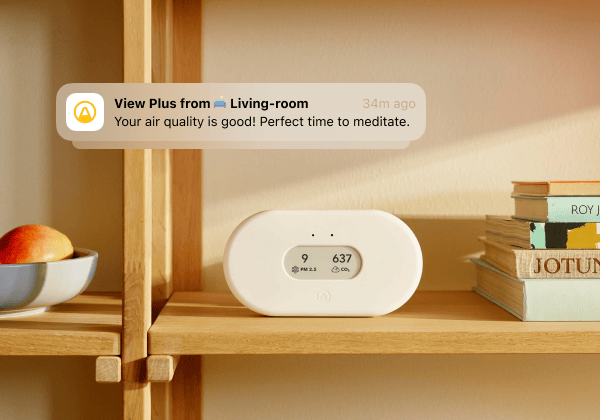 View Plus from 🛋️ Living-room
34m ago
Your air quality is good! Perfect time to meditate.
9
637
PM 2.5
CO₂
ROY J
JOTUN